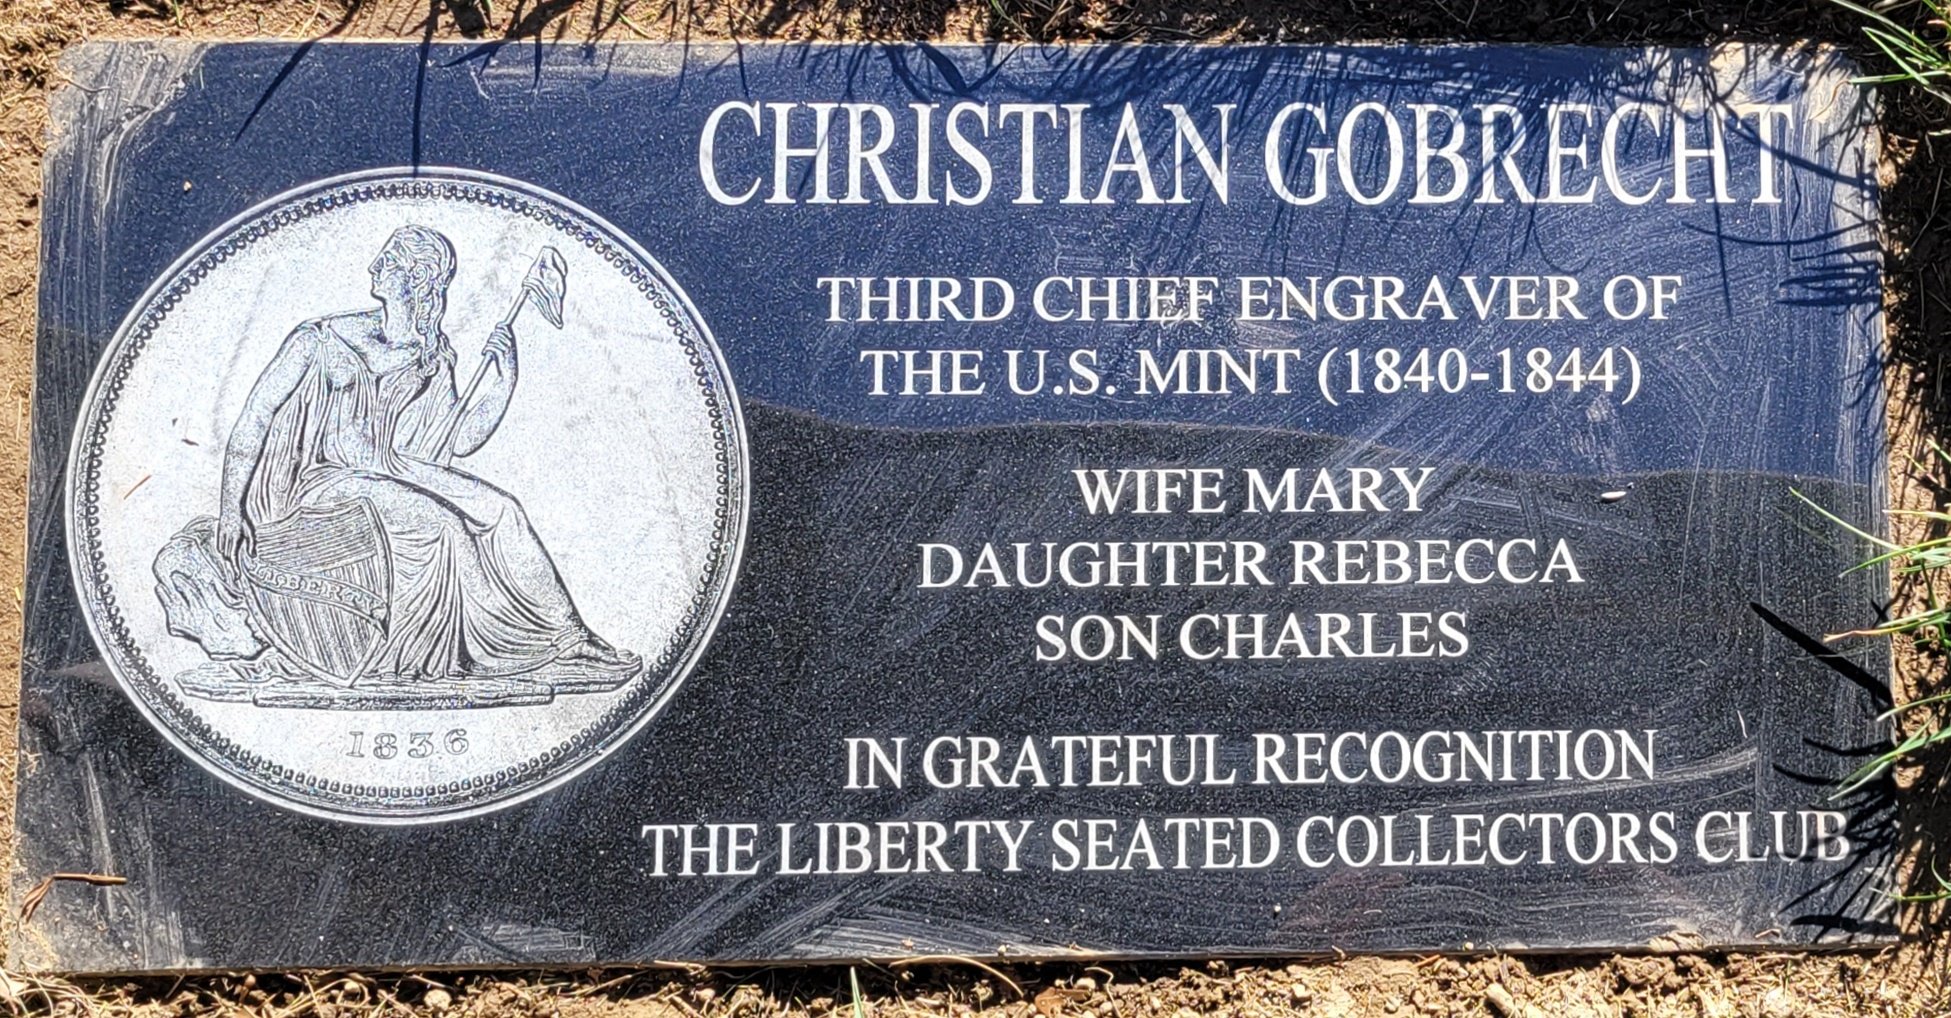 CHRISTIAN GOBRECHT
THIRD CHIEF ENGRAVER OF
THE U.S. MINT (1840-1844)
WIFE MARY
DAUGHTER REBECCA
SON CHARLES
IN GRATEFUL RECOGNITION
THE LIBERTY SEATED COLLECTORS CLUB
LIBERTY
1836